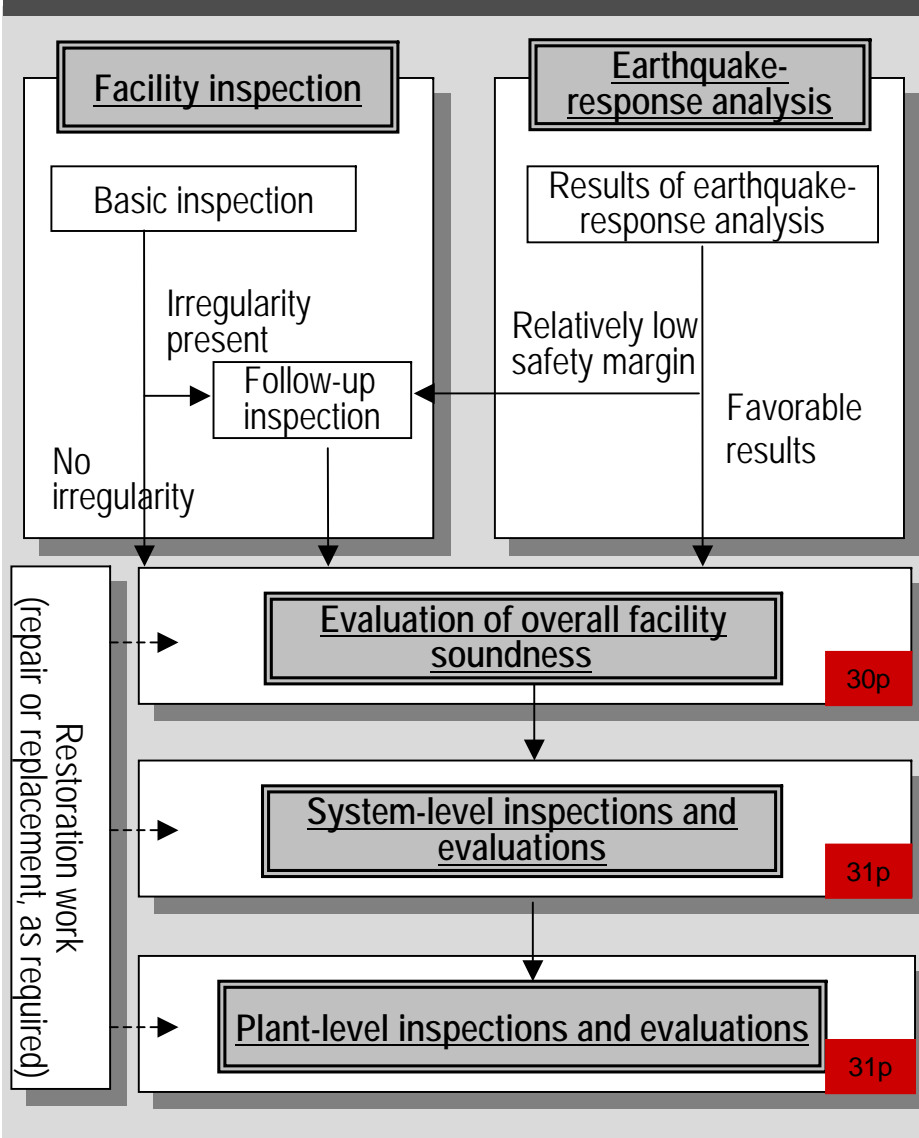 Facility inspection
Earthquake-
response analysis
Basic inspection
Results of earthquake-
response analysis
Irregularity
present
Relatively low
safety margin
Follow-up
inspection
Favorable
results
No
irregularity
Evaluation of overall facility
soundness
30p
Restoration work
(repair or replacement, as required)
System-level inspections and
evaluations
31p
Plant-level inspections and evaluations
31p